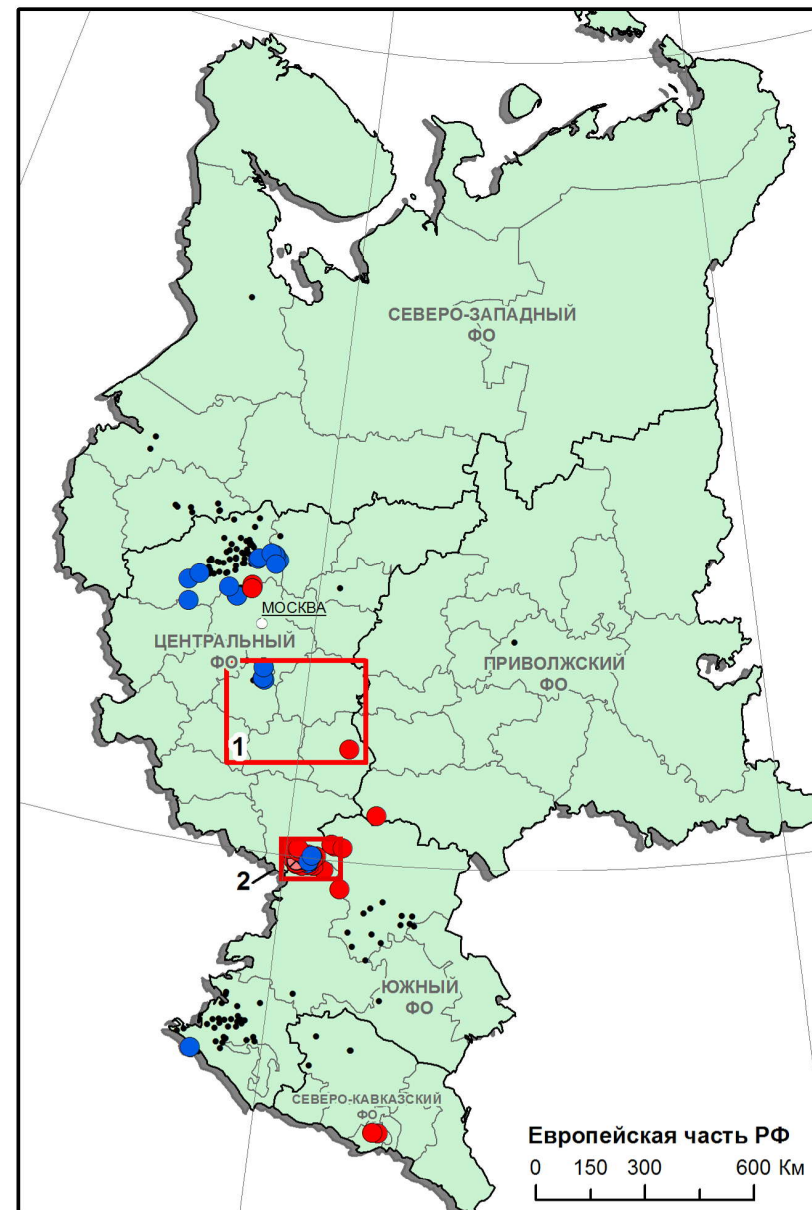 СЕВЕРО-ЗАПАДНЫЙ
ФО
МОСКВА
ЦЕНТРАЛЬНЫЙ
ФО
ПРИВОЛЖСКИЙ
ФО
1
2
ЮЖНЫЙ
ФО
СЕВЕРО-КАВКАЗСКИЙ
ФО
Европейская часть РФ
0 150 300 600 Км